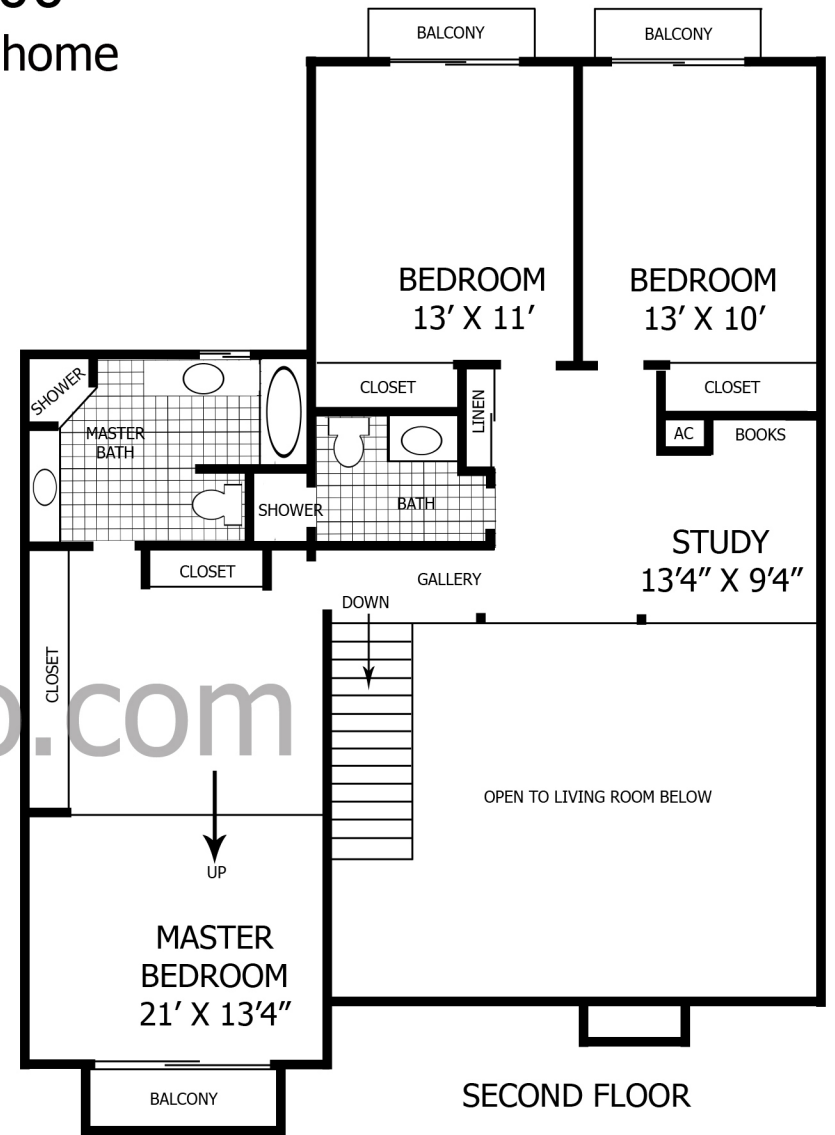 home
BALCONY
BALCONY
BEDROOM
13’ X 11’
BEDROOM
13’ X 10’
CLOSET
LINEN
CLOSET
SHOWER
MASTER
BATH
AC
BOOKS
SHOWER
BATH
STUDY
13’4” X 9’4”
CLOSET
GALLERY
DOWN
CLOSET
.com
OPEN TO LIVING ROOM BELOW
UP
MASTER
BEDROOM
21’ X 13’4”
BALCONY
SECOND FLOOR